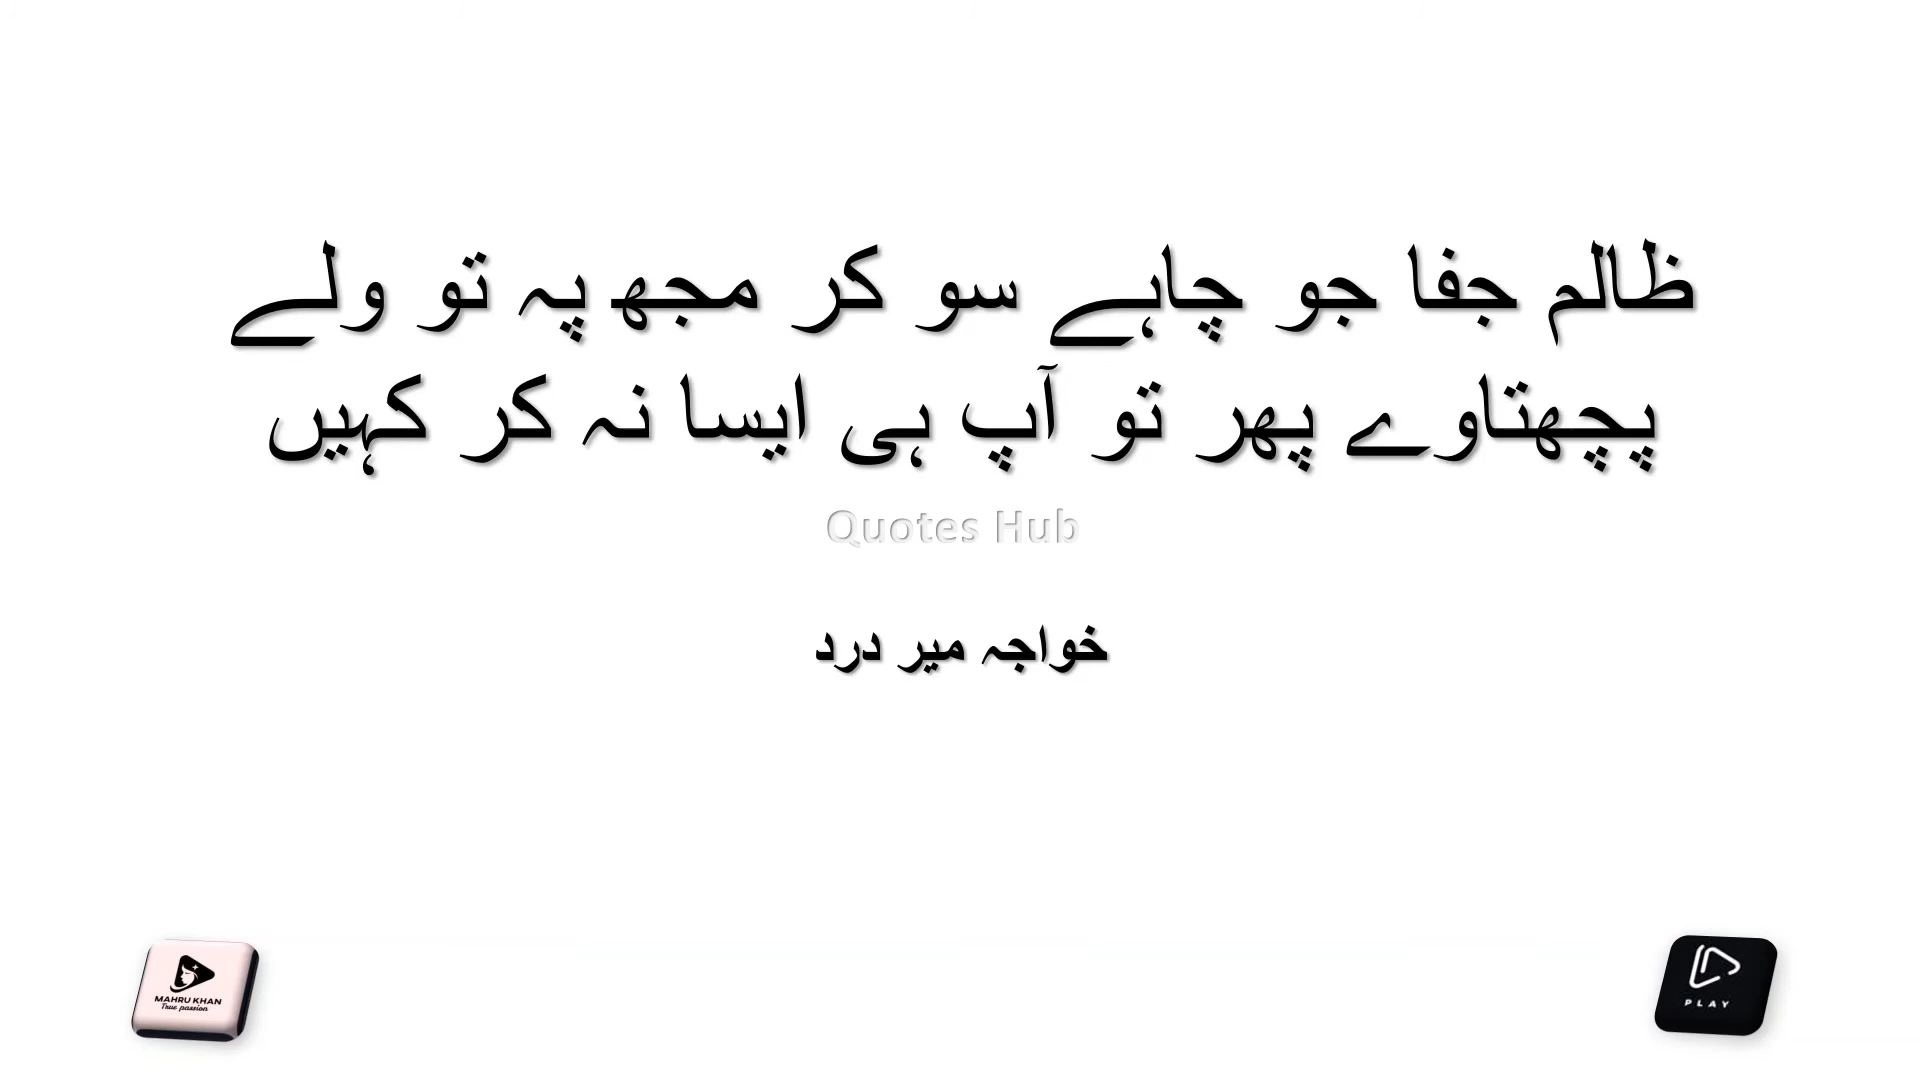 ظالم جفا جو چاہے سو کر مجھ پہ تو ولے
پچھتاوے پھر تو آپ ہی ایسا نہ کر کہیں
Quotes Hub
خواجہ میر درد
MAHRU KHAN
True passion
PLAY